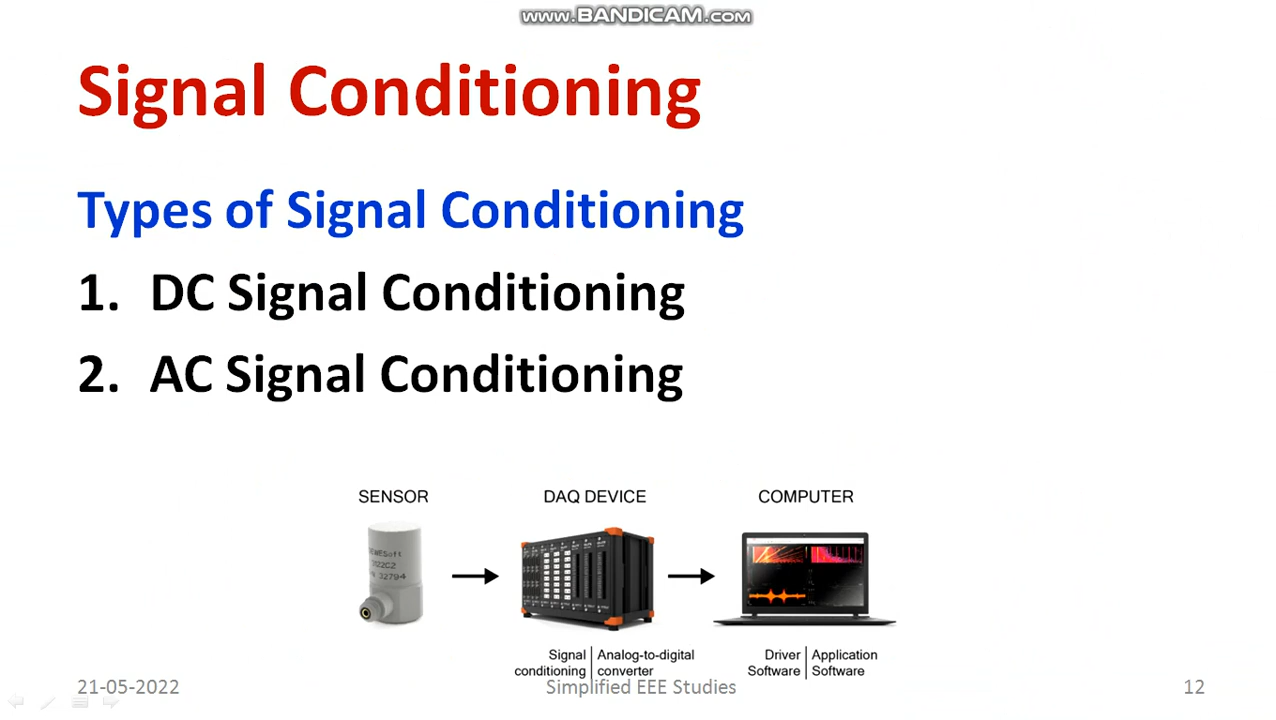 www.BANDICAM.com
Signal Conditioning
Types of Signal Conditioning
1. DC Signal Conditioning
2. AC Signal Conditioning
SENSOR
DAQ DEVICE
COMPUTER
32794
Signal conditioning
Analog-to-digital converter
Driver Software
Application Software
21-05-2022
Simplified EEE Studies
12